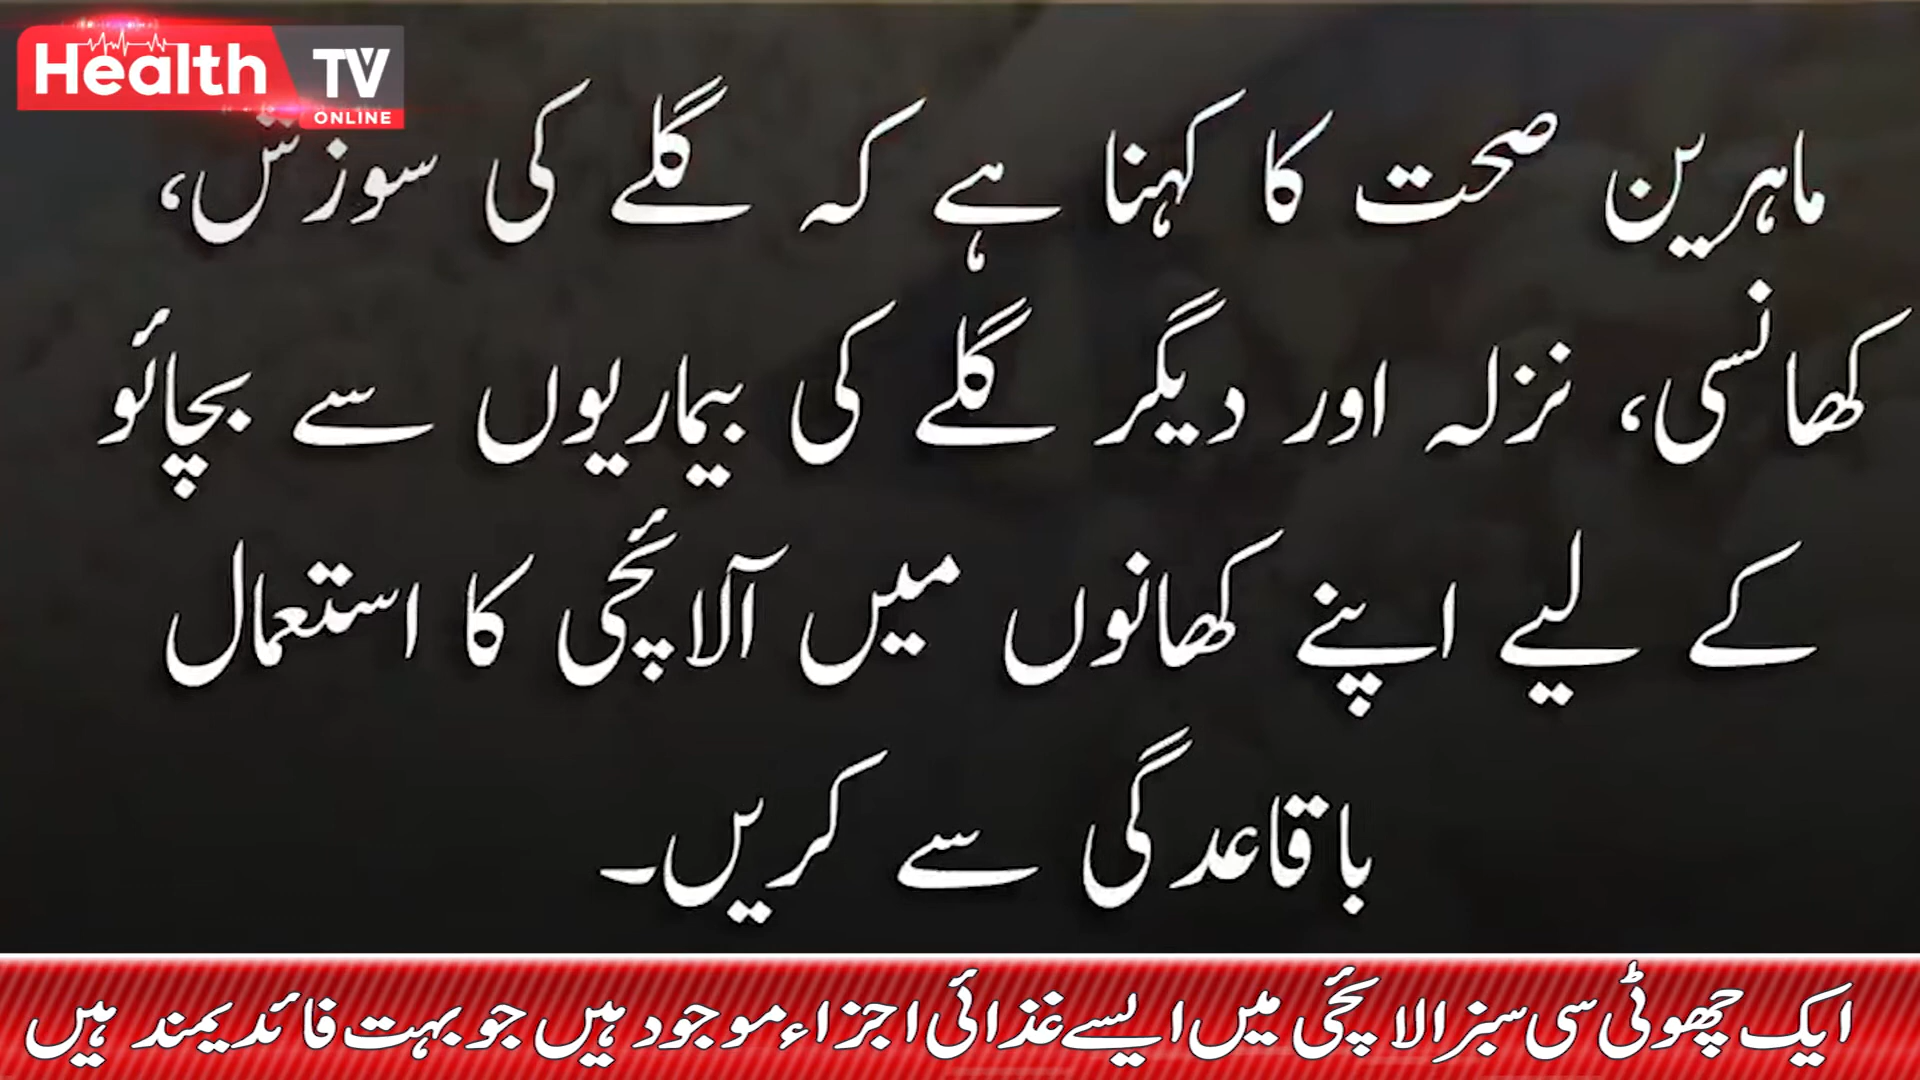 Health TV
ONLINE
ماہرین صحت کا کہنا ہے کہ گلے کی سوزش،
کھانسی، نزلہ اور دیگر گلے کی بیماریوں سے بچائو
کے لیے اپنے کھانوں میں آلائچی کا استعمال
باقاعدگی سے کریں۔
ایک چھوٹی سی سبز الائچی میں ایسے غذائی اجزاء موجود ہیں جو بہت فائدیمند ہیں